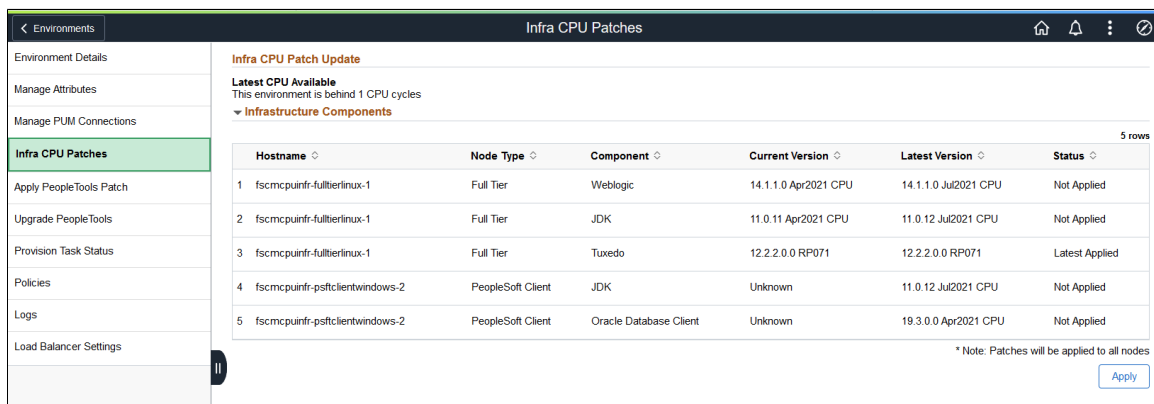 Environments
Infra CPU Patches
Environment Details
Manage Attributes
Manage PUM Connections
Infra CPU Patches
Apply PeopleTools Patch
Upgrade PeopleTools
Provision Task Status
Policies
Logs
Load Balancer Settings
Infra CPU Patch Update
Latest CPU Available
This environment is behind 1 CPU cycles
Infrastructure Components
5 rows
Hostname Node Type Component Current Version Latest Version Status
1 fscmcpuinfr-fulltierlinux-1 Full Tier Weblogic 14.1.1.0 Apr2021 CPU 14.1.1.0 Jul2021 CPU Not Applied
2 fscmcpuinfr-fulltierlinux-1 Full Tier JDK 11.0.11 Apr2021 CPU 11.0.12 Jul2021 CPU Not Applied
3 fscmcpuinfr-fulltierlinux-1 Full Tier Tuxedo 12.2.2.0.0 RP071 12.2.2.0.0 RP071 Latest Applied
4 fscmcpuinfr-psftclientwindows-2 PeopleSoft Client JDK Unknown 11.0.12 Jul2021 CPU Not Applied
5 fscmcpuinfr-psftclientwindows-2 PeopleSoft Client Oracle Database Client Unknown 19.3.0.0 Apr2021 CPU Not Applied
* Note: Patches will be applied to all nodes
Apply